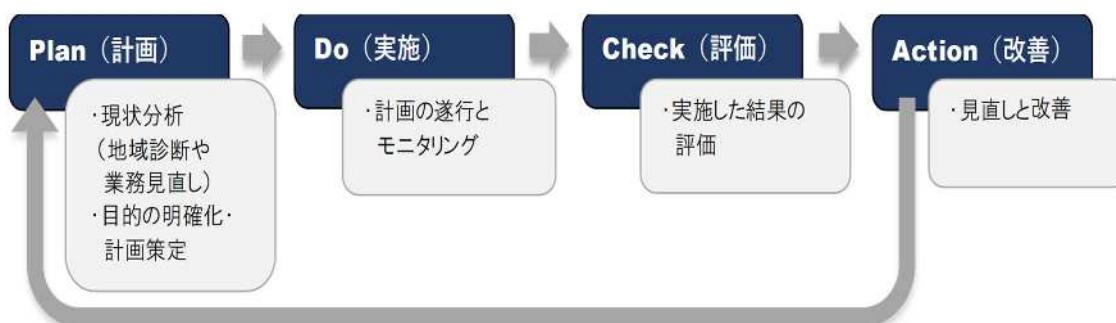 Plan（計画）
・現状分析
（地域診断や
業務見直し）
・目的の明確化・
計画策定
Do（実施）
・計画の遂行と
モニタリング
Check（評価）
・実施した結果の
評価
Action（改善）
・見直しと改善